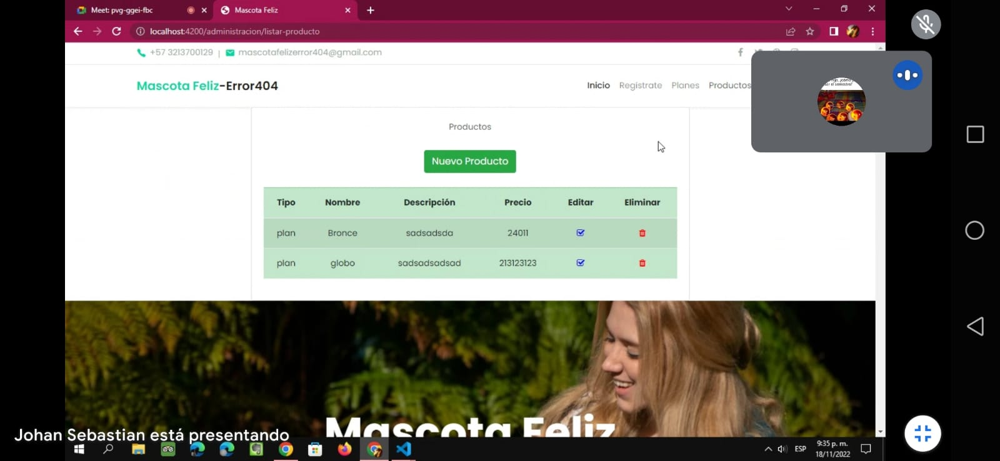 Meet: pvg-ggei-fbc
Mascota Feliz
localhost:4200/administracion/listar-producto
+57 3213700129 | mascotafelizerror404@gmail.com
Mascota Feliz-Error404
Inicio Registrate Planes Productos
Productos
Nuevo Producto
Tipo Nombre Descripción Precio Editar Eliminar
plan Bronce sadsadsda 24011
plan globo sadsadsadsad 213123123
Mascota Feliz
Johan Sebastian está presentando
ESP
9:35 p. m.
18/11/2022